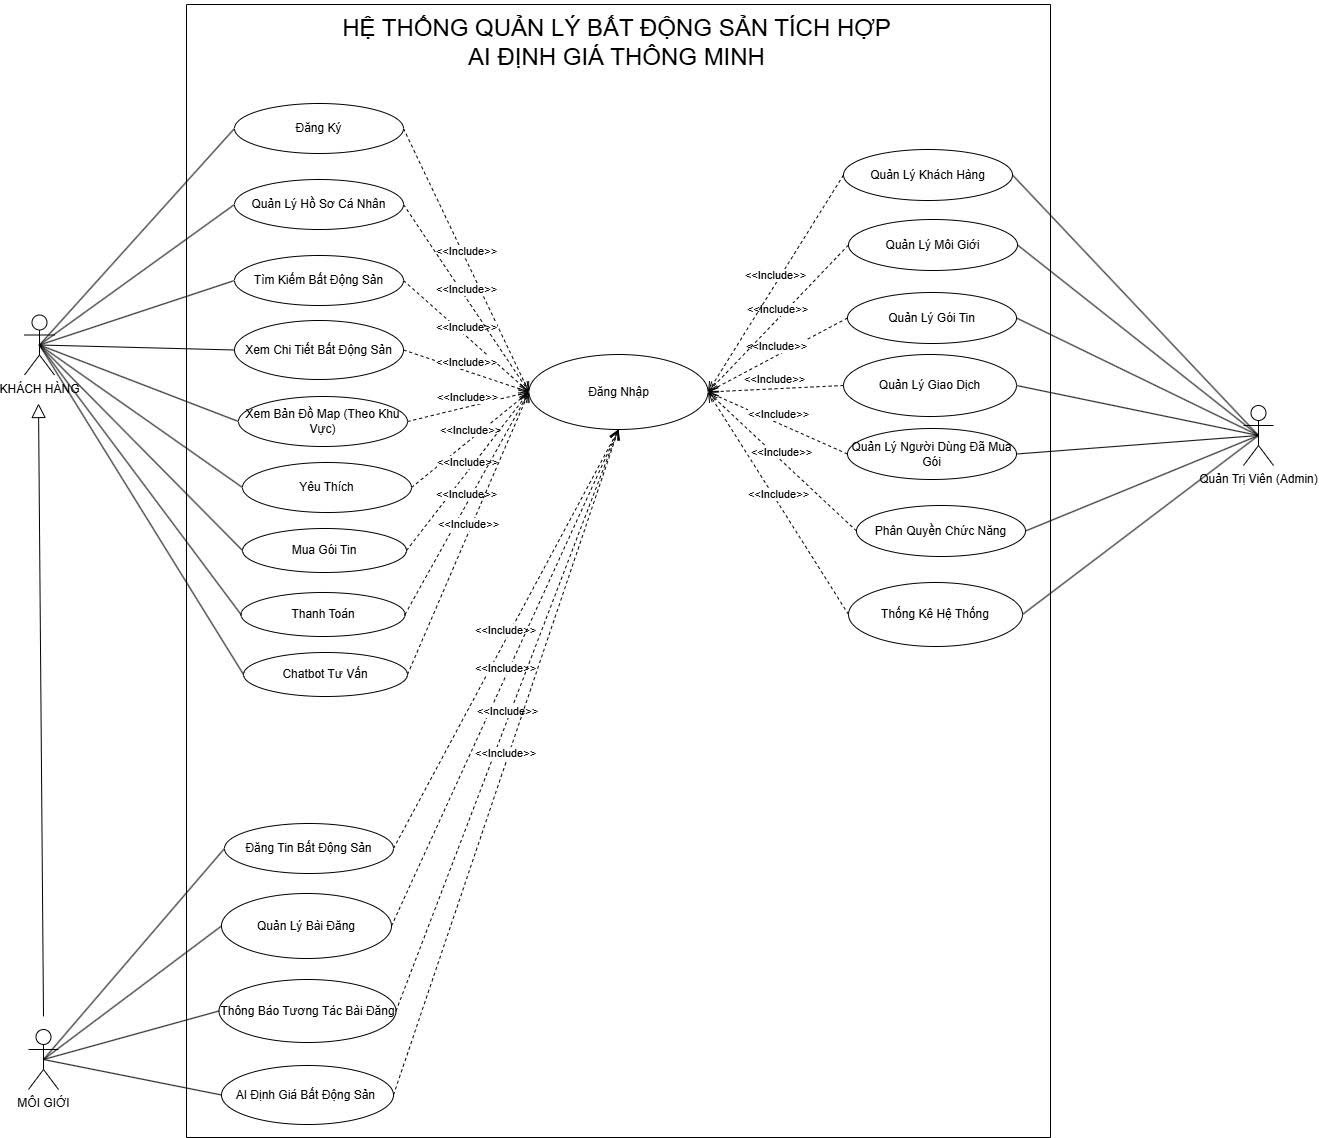 HỆ THỐNG QUẢN LÝ BẤT ĐỘNG SẢN TÍCH HỢP
AI ĐỊNH GIÁ THÔNG MINH
Đăng Ký
Quản Lý Hồ Sơ Cá Nhân
Tìm Kiếm Bất Động Sản
Xem Chi Tiết Bất Động Sản
Xem Bản Đồ Map (Theo Khu
Vực)
Yêu Thích
Mua Gói Tin
Thanh Toán
Chatbot Tư Vấn
KHÁCH HÀNG
<<Include>>
<<Include>>
<<Include>>
<<Include>>
<<Include>>
<<Include>>
<<Include>>
<<Include>>
<<Include>>
Đăng Nhập
<<Include>>
<<Include>>
<<Include>>
<<Include>>
<<Include>>
<<Include>>
<<Include>>
Quản Lý Khách Hàng
Quản Lý Môi Giới
Quản Lý Gói Tin
Quản Lý Giao Dịch
Quản Lý Người Dùng Đã Mua
Gói
Phân Quyền Chức Năng
Thống Kê Hệ Thống
Quản Trị Viên (Admin)
<<Include>>
<<Include>>
<<Include>>
<<Include>>
Đăng Tin Bất Động Sản
Quản Lý Bài Đăng
Thông Báo Tương Tác Bài Đăng
AI Định Giá Bất Động Sản
MÔI GIỚI